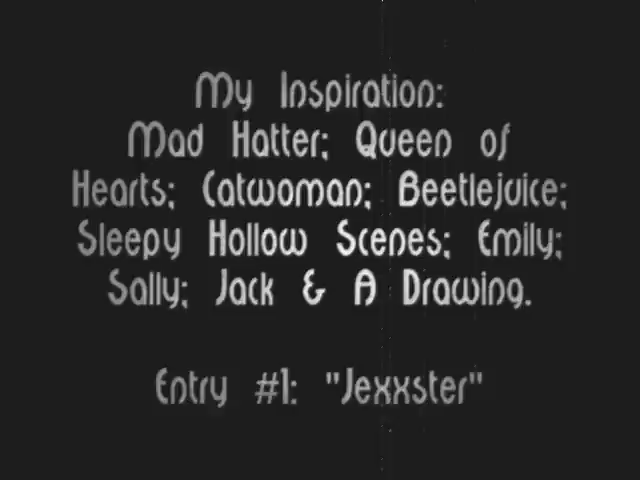 My Inspiration:
Mad Hatter; Queen of
Hearts; Catwoman; Beetlejuice;
Sleepy Hollow Scenes; Emily;
Sally; Jack & A Drawing.
Entry #1: "Jexxster"